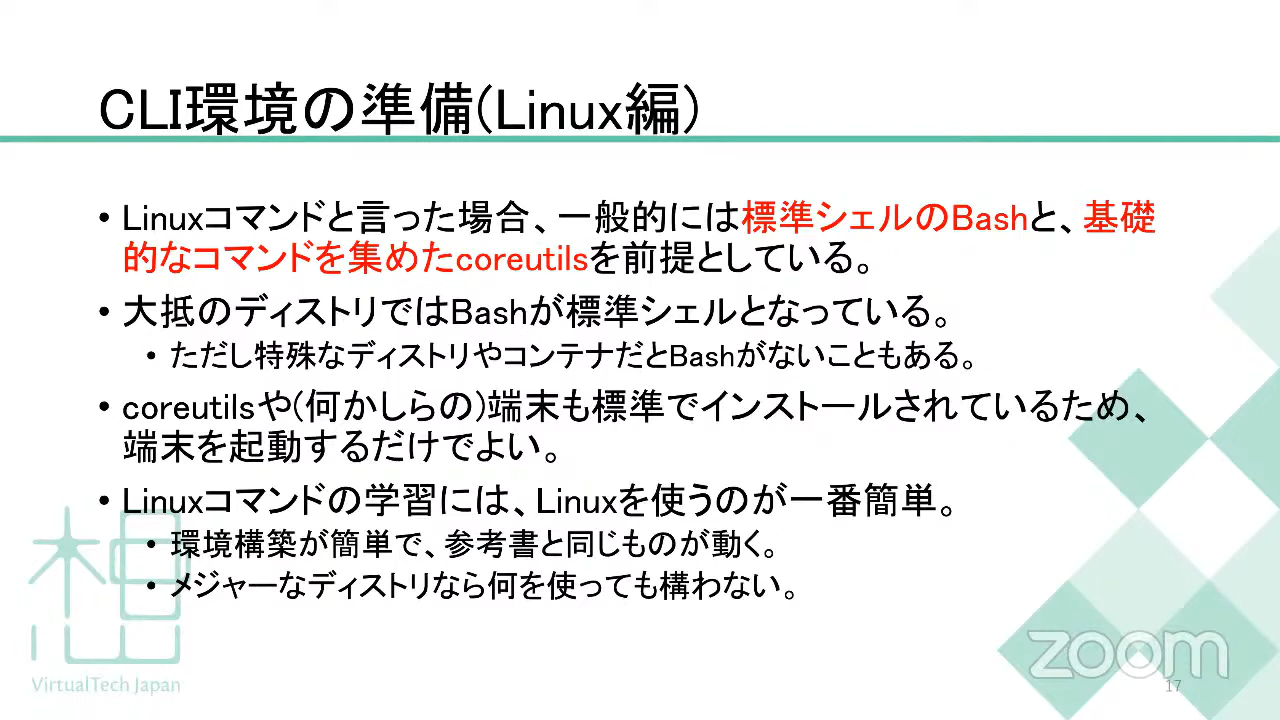 CLI環境の準備(Linux編)
• Linuxコマンドと言った場合、一般的には標準シェルのBashと、基礎
的なコマンドを集めたcoreutilsを前提としている。
• 大抵のディストリではBashが標準シェルとなっている。
• ただし特殊なディストリやコンテナだとBashがないこともある。
• coreutilsや(何かしらの)端末も標準でインストールされているため、
端末を起動するだけでよい。
• Linuxコマンドの学習には、Linuxを使うのが一番簡単。
• 環境構築が簡単で、参考書と同じものが動く。
• メジャーなディストリなら何を使っても構わない。
想
VirtualTech Japan
zoom
17